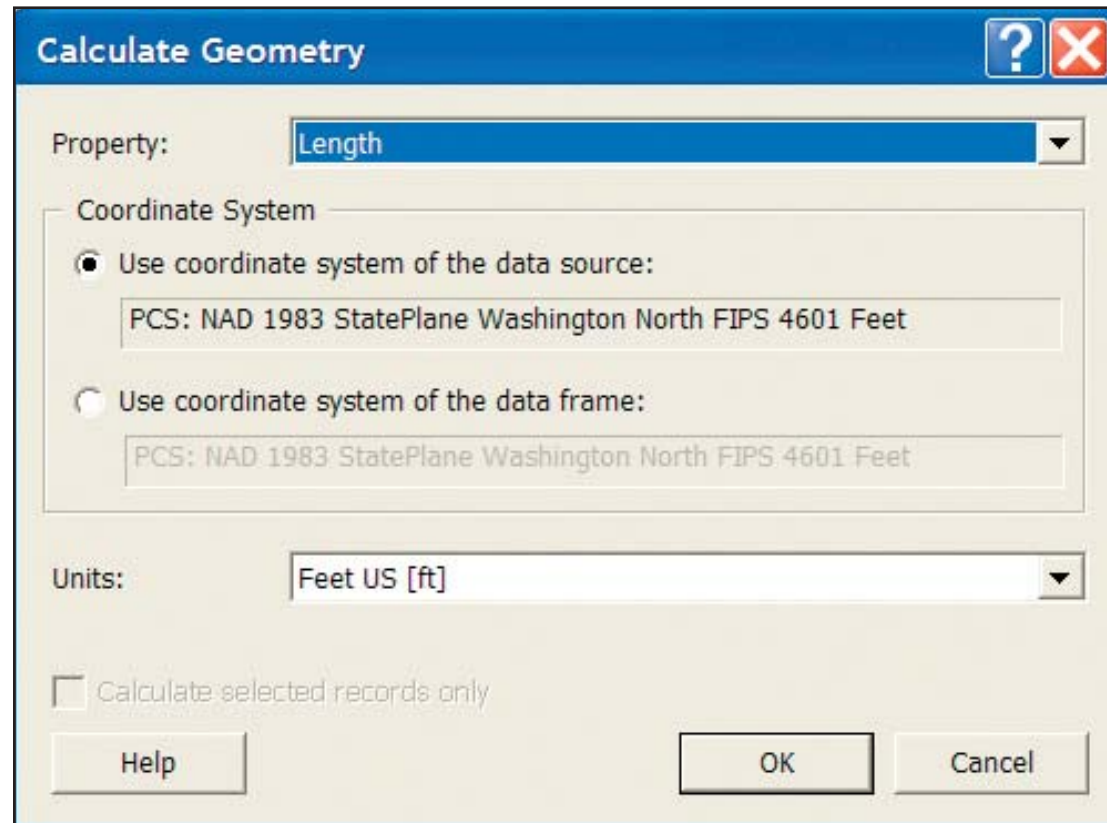 Calculate Geometry
?
Property: Length
Coordinate System
Use coordinate system of the data source:
PCS: NAD 1983 StatePlane Washington North FIPS 4601 Feet
Use coordinate system of the data frame:
PCS: NAD 1983 StatePlane Washington North FIPS 4601 Feet
Units: Feet US [ft]
Calculate selected records only
Help OK Cancel